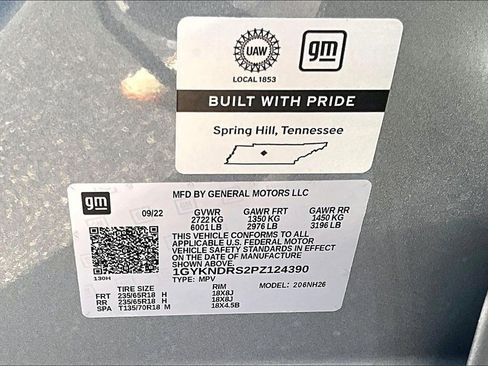 UAW
LOCAL 1853
gm
BUILT WITH PRIDE
Spring Hill, Tennessee
gm
MFD BY GENERAL MOTORS LLC
09/22 GVWR GAWR FRT GAWR RR
2722 KG 1350 KG 1450 KG
6001 LB 2976 LB 3196 LB
THIS VEHICLE CONFORMS TO ALL
APPLICABLE U.S. FEDERAL MOTOR
VEHICLE SAFETY STANDARDS IN EFFECT
ON THE DATE OF MANUFACTURE
SHOWN ABOVE.
1GYKNDRS2PZ124390
130H
TYPE: MPV
MODEL: 206NH26
TIRE SIZE RIM
FRT 235/65R18 H 18X8J
RR 235/65R18 H 18X8J
SPA T135/70R18 M 18X4.5B